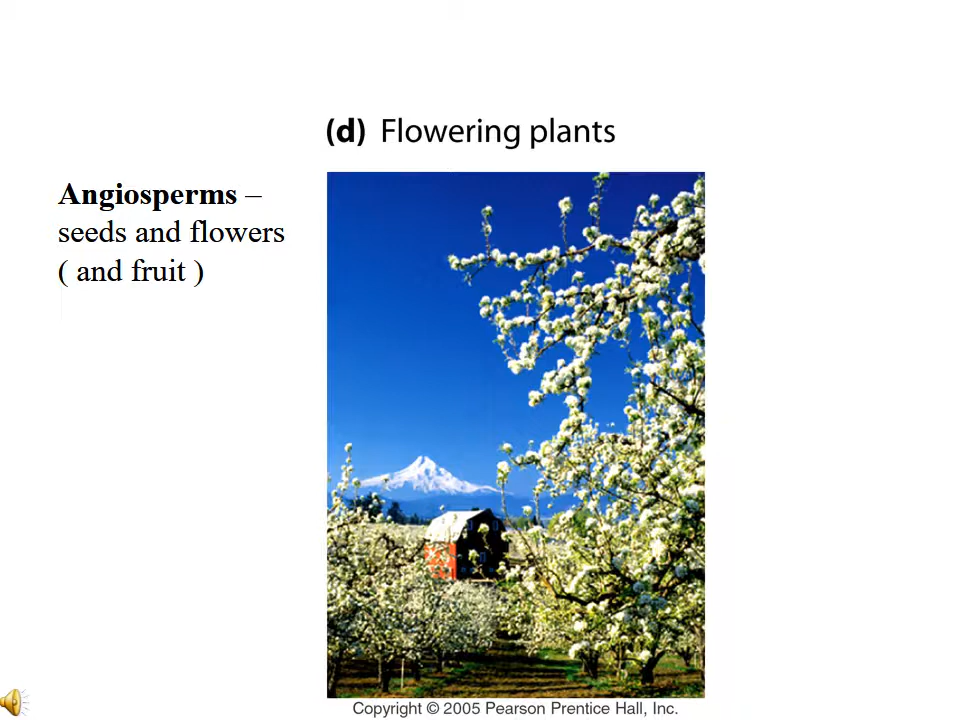 (d) Flowering plants
Angiosperms –
seeds and flowers
( and fruit )
Copyright © 2005 Pearson Prentice Hall, Inc.